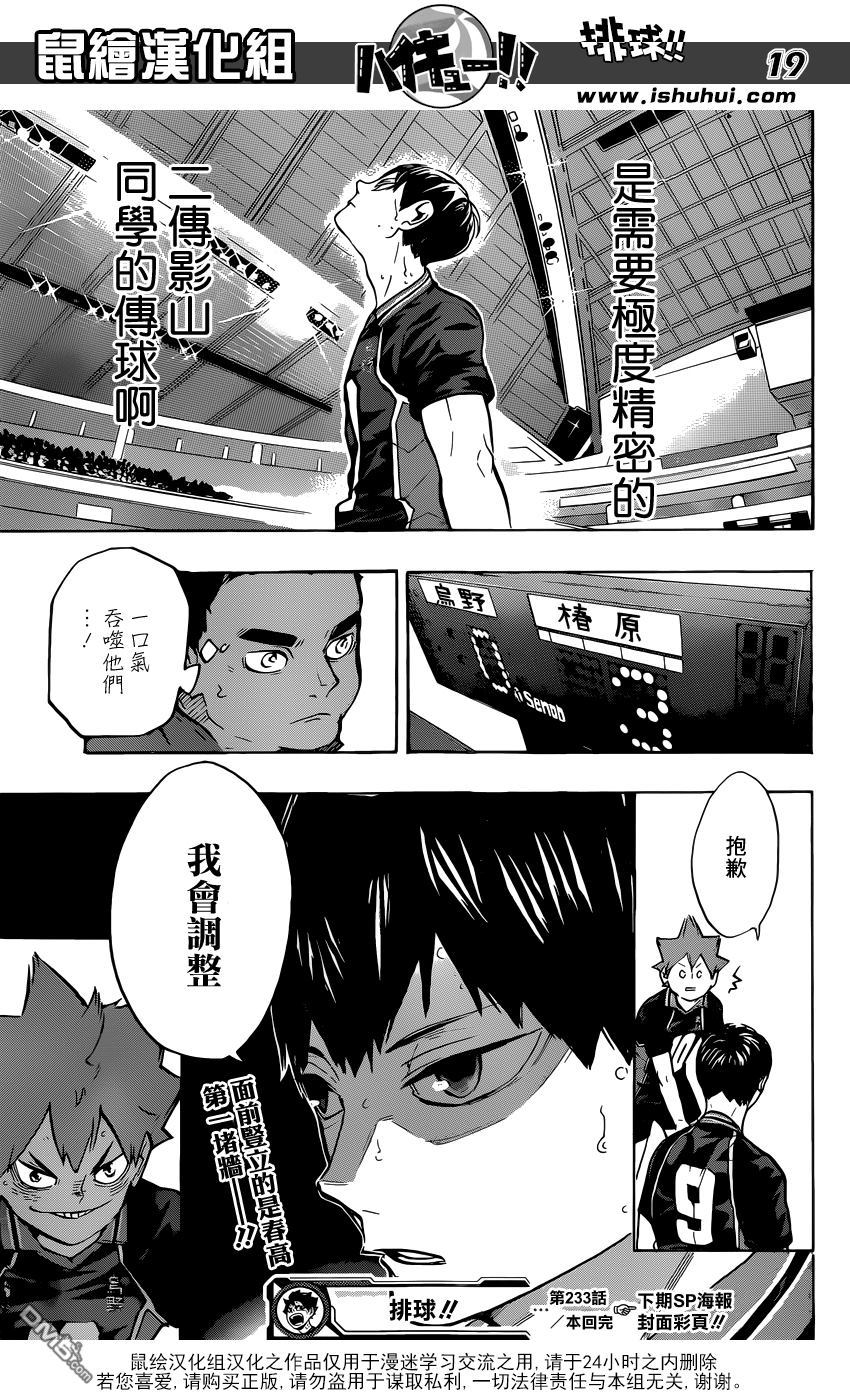 鼠繪漢化組
ハイキュー!!
排球!!
19
www.ishuhui.com
是需要極度精密的
二傳影山
同學的傳球啊
烏野
椿原
0
3
Senoo
一口氣
吞噬他們
…!
抱歉
我會調整
9
面前豎立的是春高
第一堵牆——!!
排球!!
…第233話
/本回完
☞下期SP海報
封面彩頁!!
鼠绘汉化组汉化之作品仅用于漫迷学习交流之用,请于24小时之内删除
若您喜爱,请购买正版,请勿用于谋取私利,一切法律责任与本组无关,谢谢。